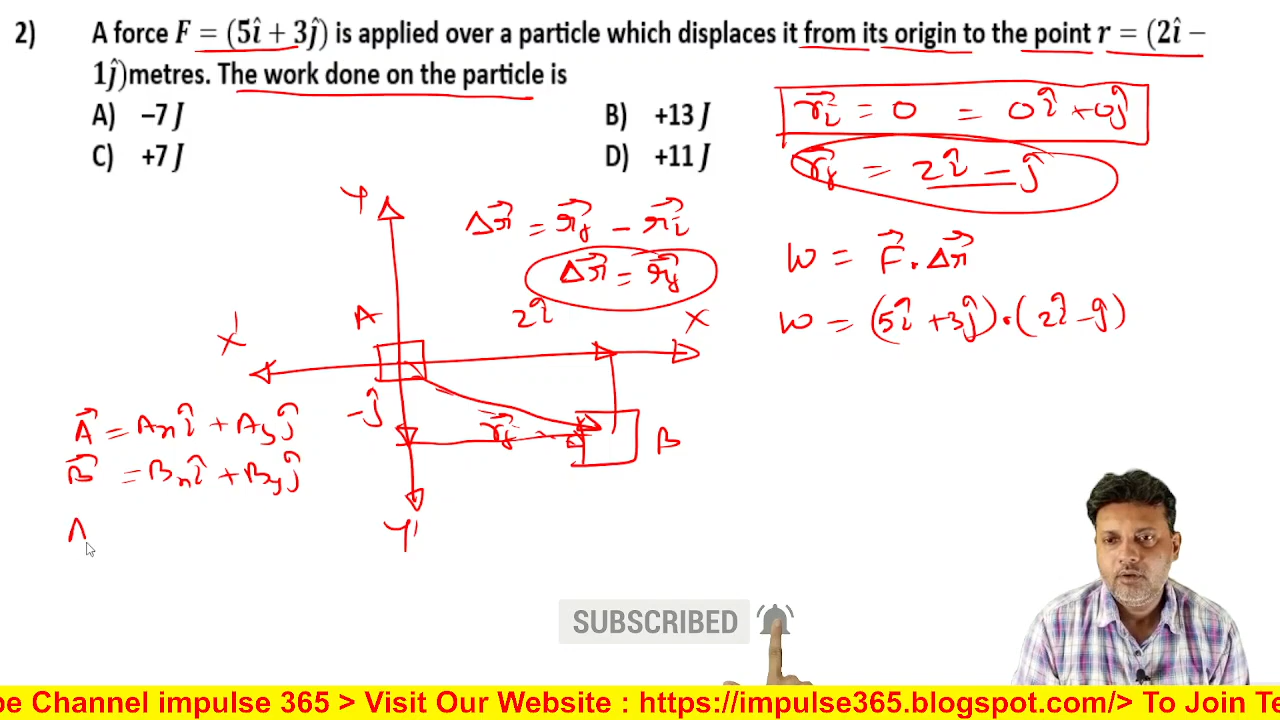 2) A force F = (5î + 3ĵ) is applied over a particle which displaces it from its origin to the point r = (2î −
1ĵ)metres. The work done on the particle is
A) −7 J B) +13 J
C) +7 J D) +11 J
r⃗i = 0 = 0î + 0ĵ
r⃗f = 2î − ĵ
Y
Δr⃗ = r⃗f − r⃗i
Δr⃗ = r⃗f
W = F⃗ . Δr⃗
W = (5î + 3ĵ) . (2î − ĵ)
A
2î
X
X'
−ĵ
r⃗f
B
Y'
A⃗ = Axî + Ayĵ
B⃗ = Bxî + Byĵ
A
SUBSCRIBED
be Channel impulse 365 > Visit Our Website : https://impulse365.blogspot.com/> To Join Te